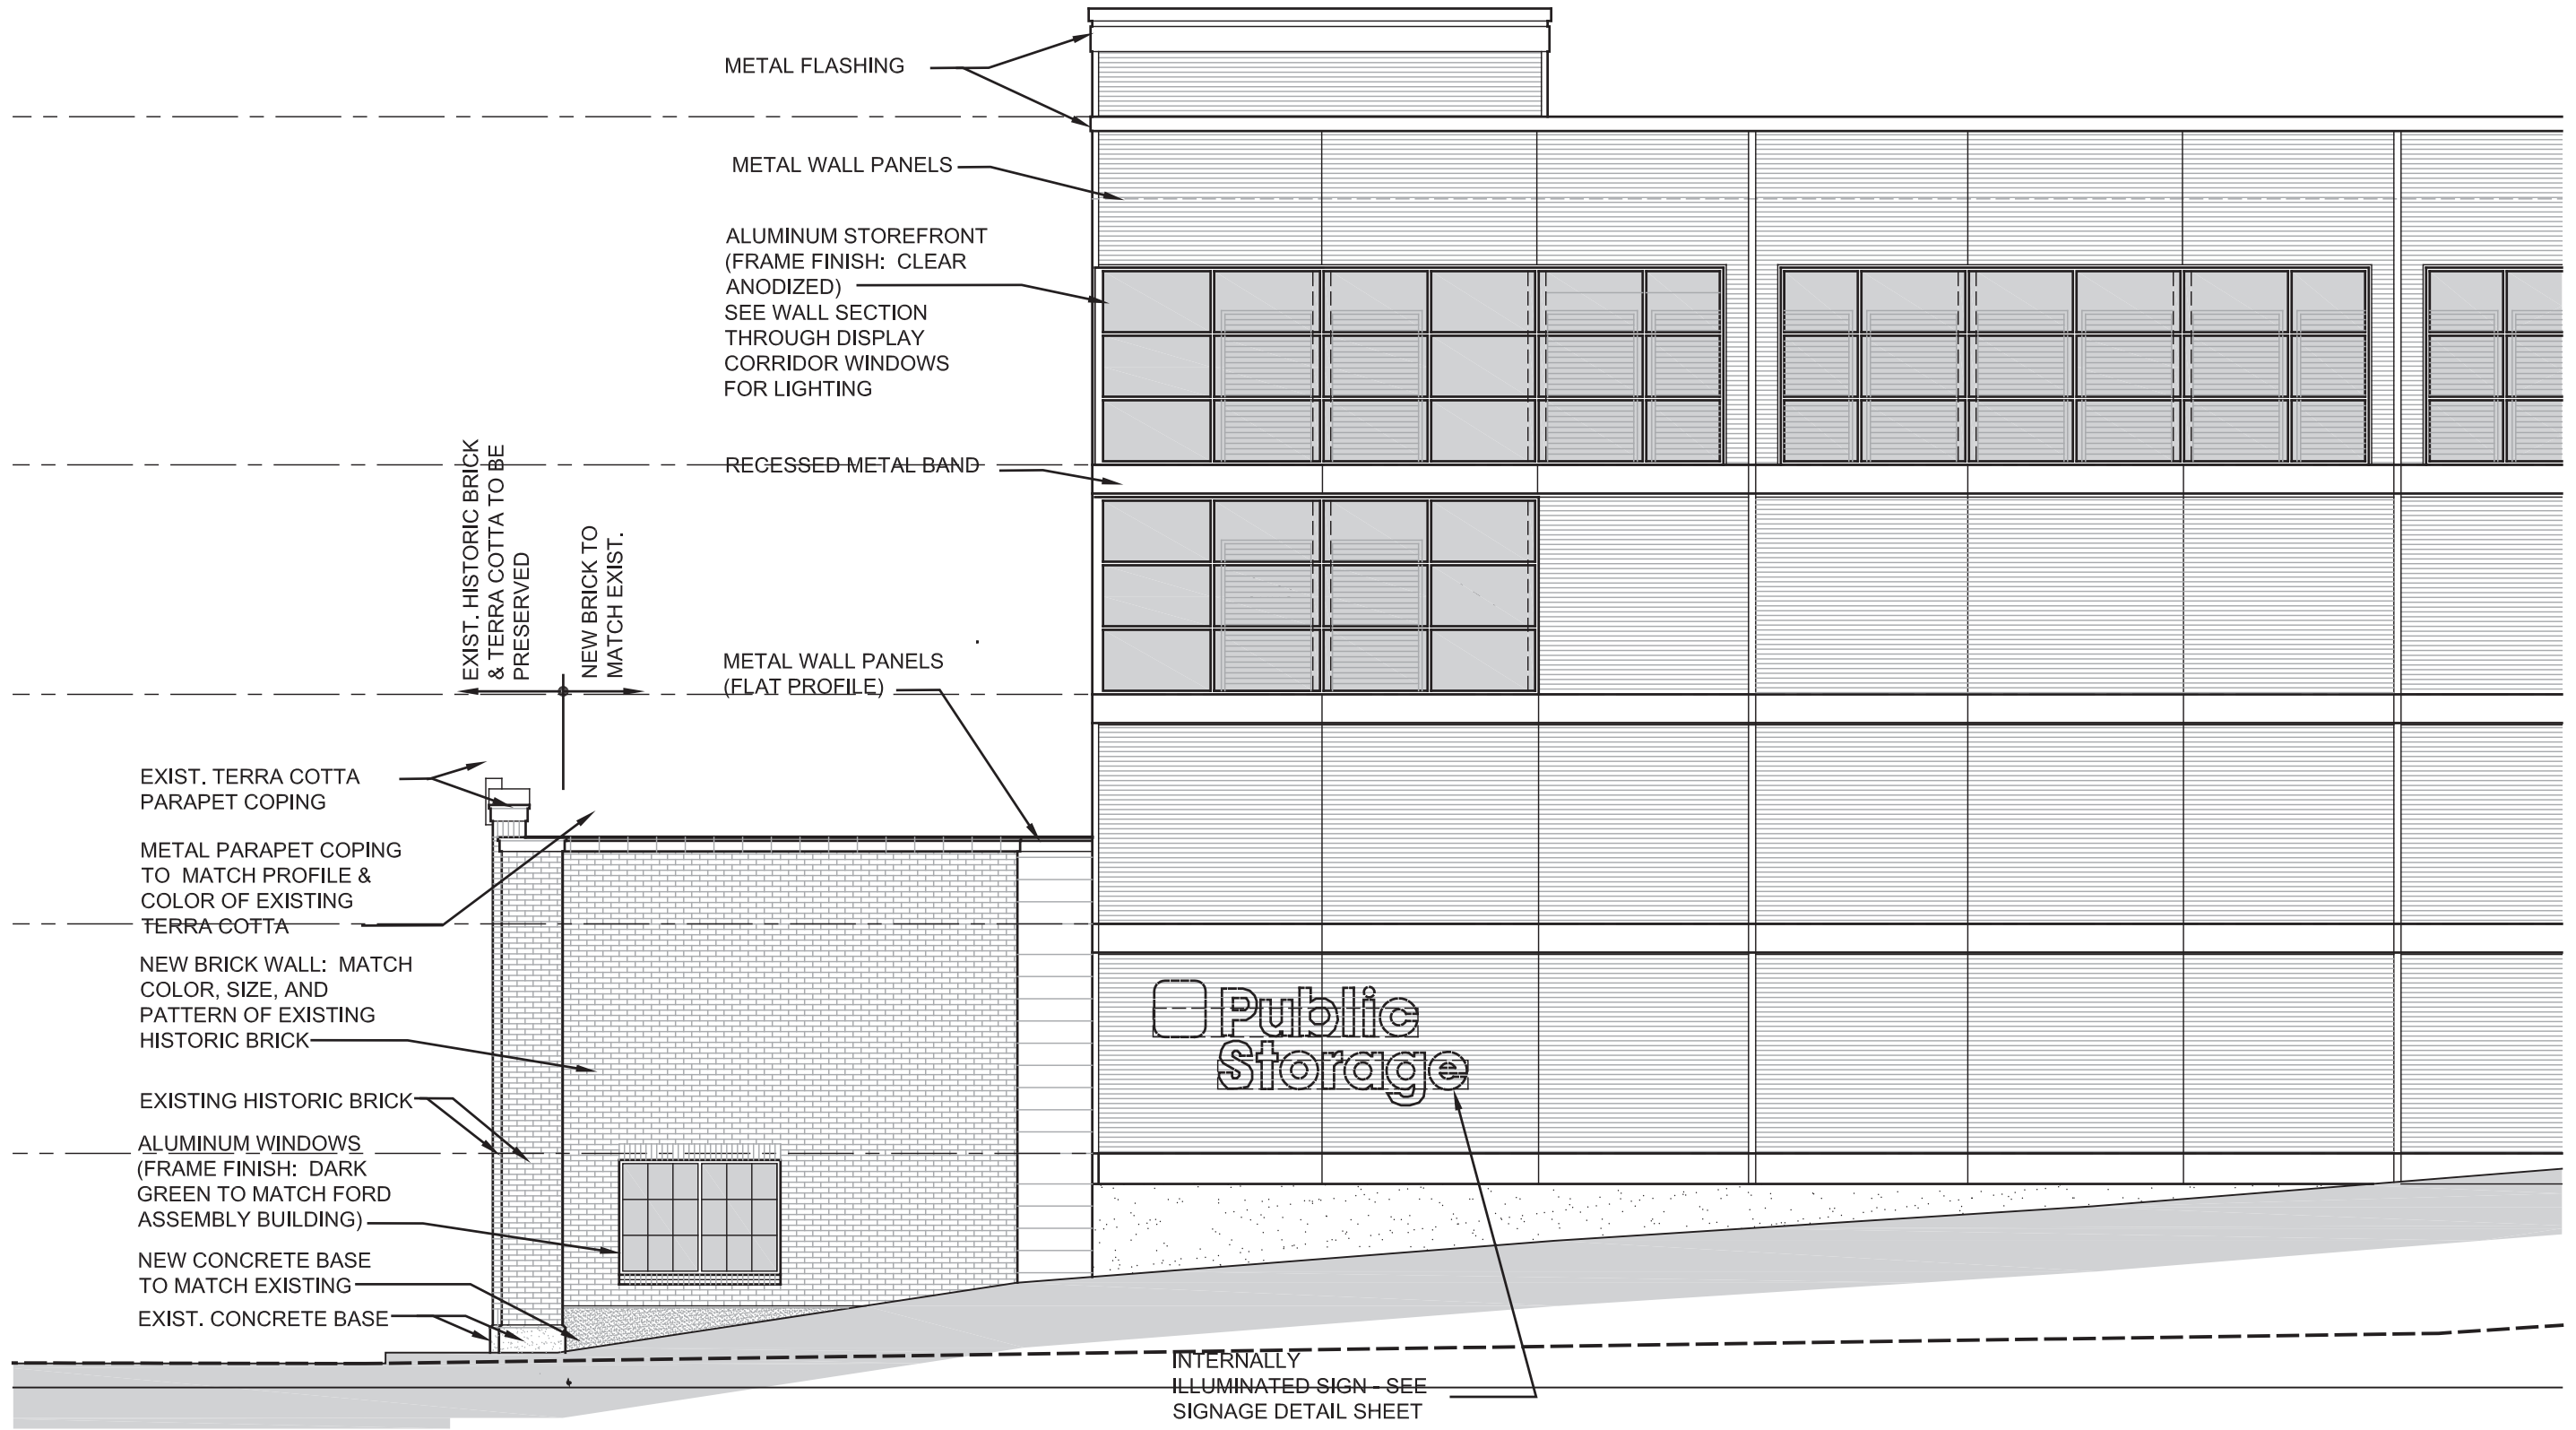 METAL FLASHING
METAL WALL PANELS
ALUMINUM STOREFRONT
(FRAME FINISH: CLEAR
ANODIZED)
SEE WALL SECTION
THROUGH DISPLAY
CORRIDOR WINDOWS
FOR LIGHTING
RECESSED METAL BAND
EXIST. HISTORIC BRICK
& TERRA COTTA TO BE
PRESERVED
NEW BRICK TO
MATCH EXIST.
METAL WALL PANELS
(FLAT PROFILE)
EXIST. TERRA COTTA
PARAPET COPING
METAL PARAPET COPING
TO MATCH PROFILE &
COLOR OF EXISTING
TERRA COTTA
NEW BRICK WALL: MATCH
COLOR, SIZE, AND
PATTERN OF EXISTING
HISTORIC BRICK
Public
Storage
EXISTING HISTORIC BRICK
ALUMINUM WINDOWS
(FRAME FINISH: DARK
GREEN TO MATCH FORD
ASSEMBLY BUILDING)
NEW CONCRETE BASE
TO MATCH EXISTING
EXIST. CONCRETE BASE
INTERNALLY
ILLUMINATED SIGN - SEE
SIGNAGE DETAIL SHEET